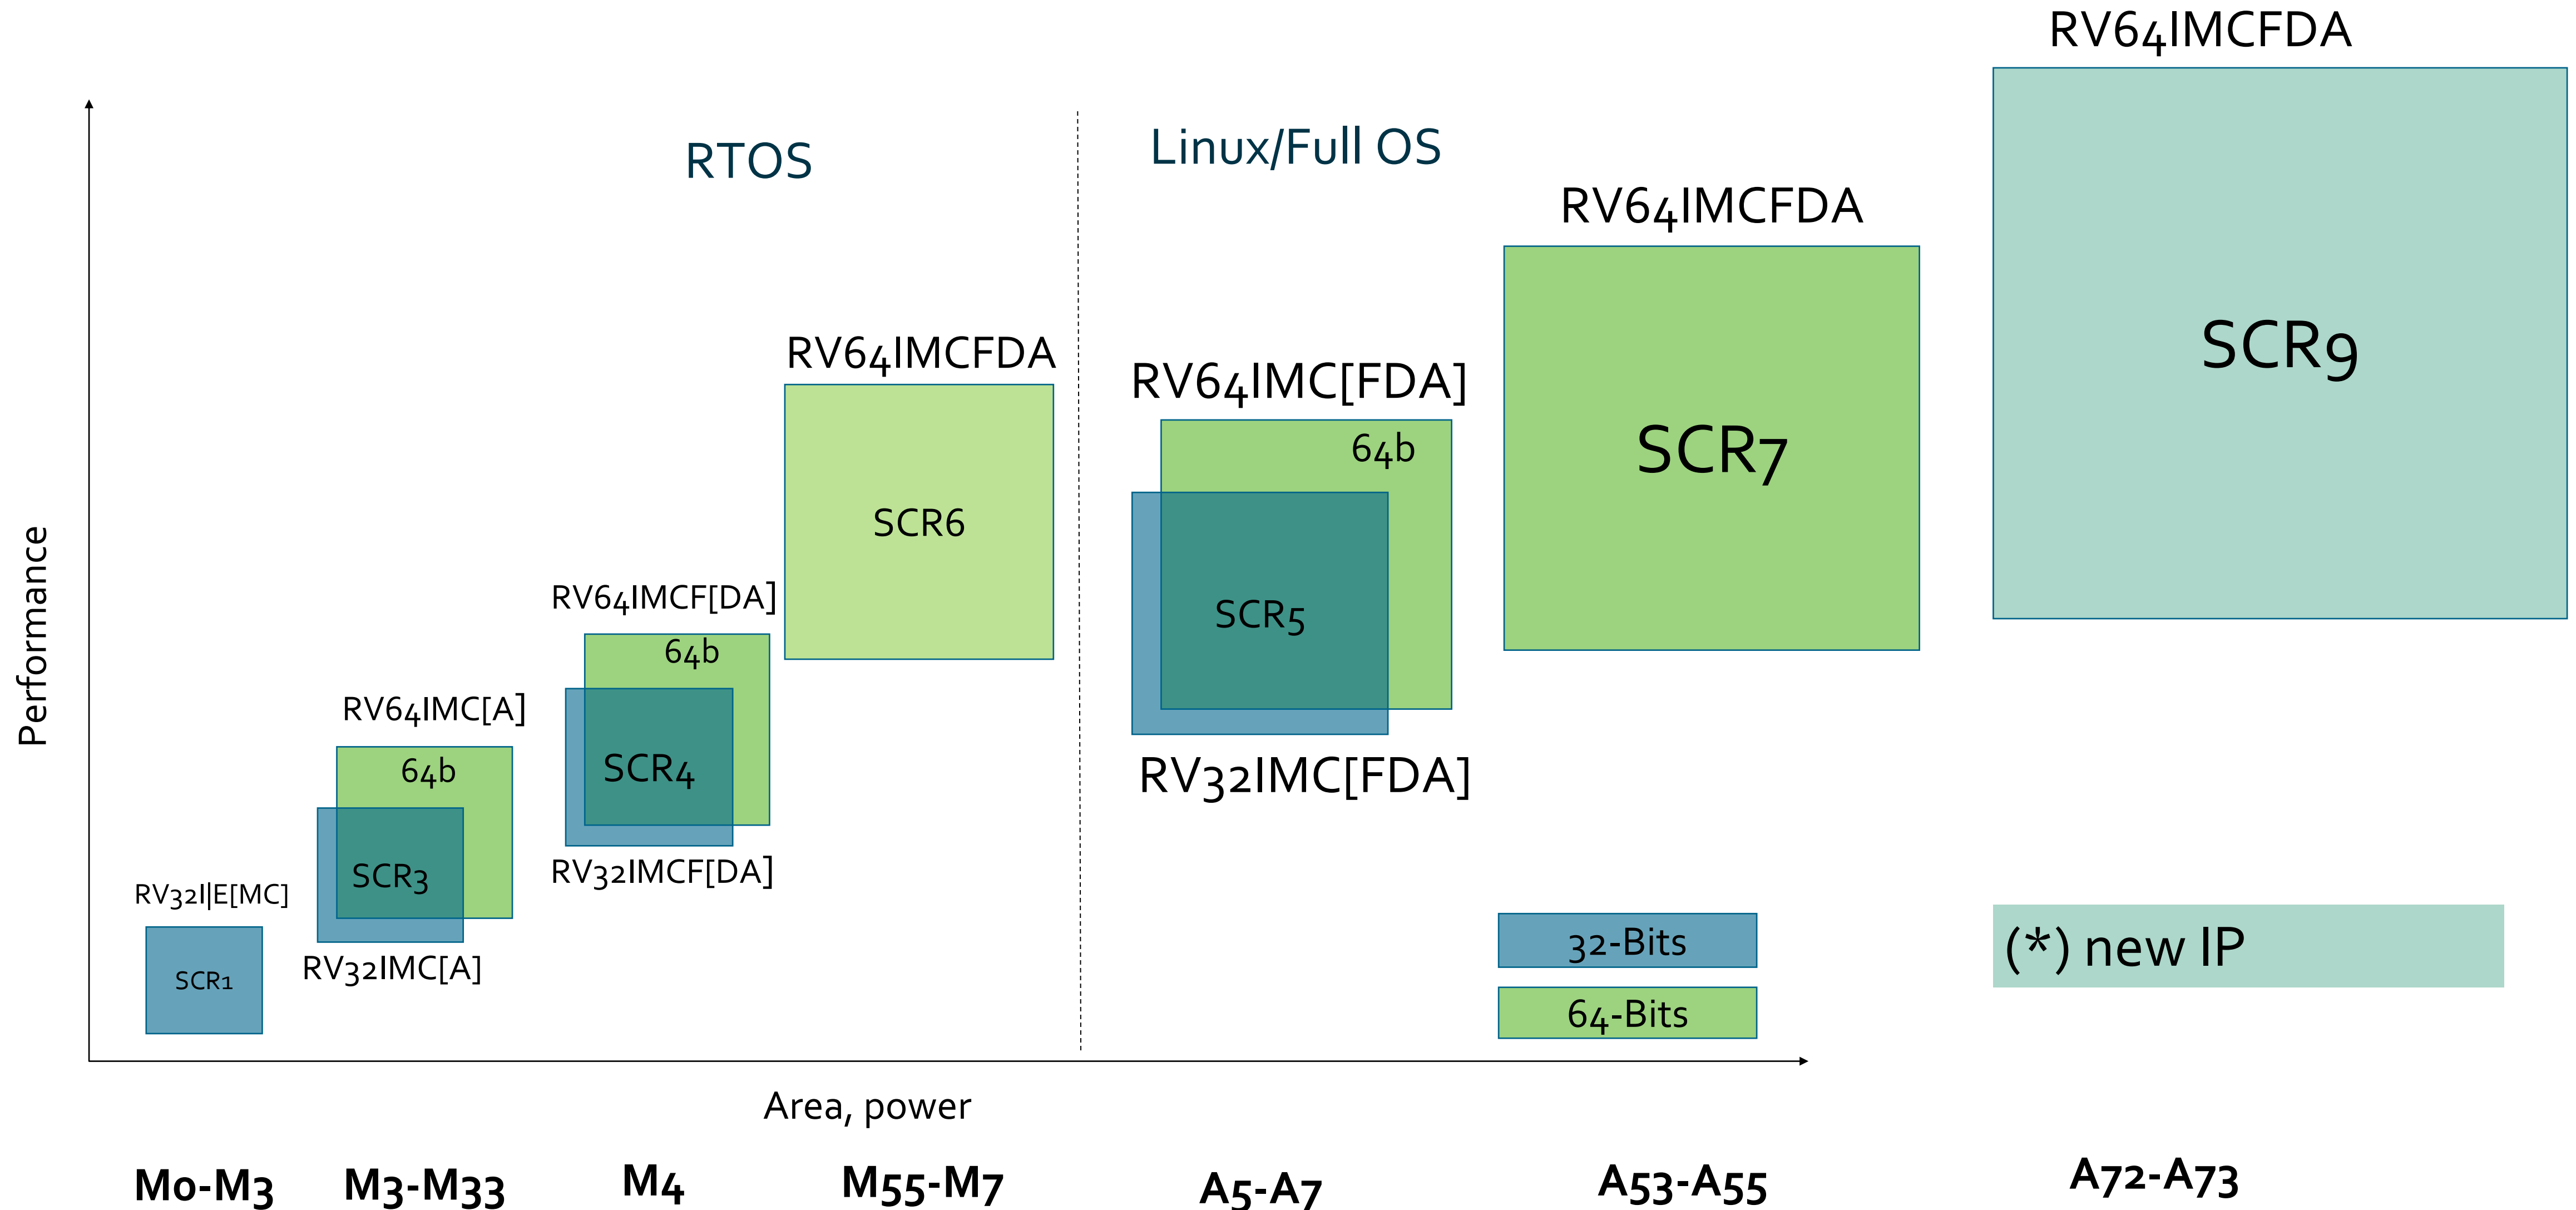 RV64IMCFDA
RTOS
Linux/Full OS
RV64IMCFDA
SCR9
RV64IMCFDA
RV64IMC[FDA]
64b
SCR7
SCR6
RV64IMCF[DA]
64b
SCR5
Performance
RV64IMC[A]
64b
SCR4
RV32IMC[FDA]
SCR3
RV32IMCF[DA]
RV32I|E[MC]
RV32IMC[A]
SCR1
32-Bits
(*) new IP
64-Bits
Area, power
M0-M3
M3-M33
M4
M55-M7
A5-A7
A53-A55
A72-A73